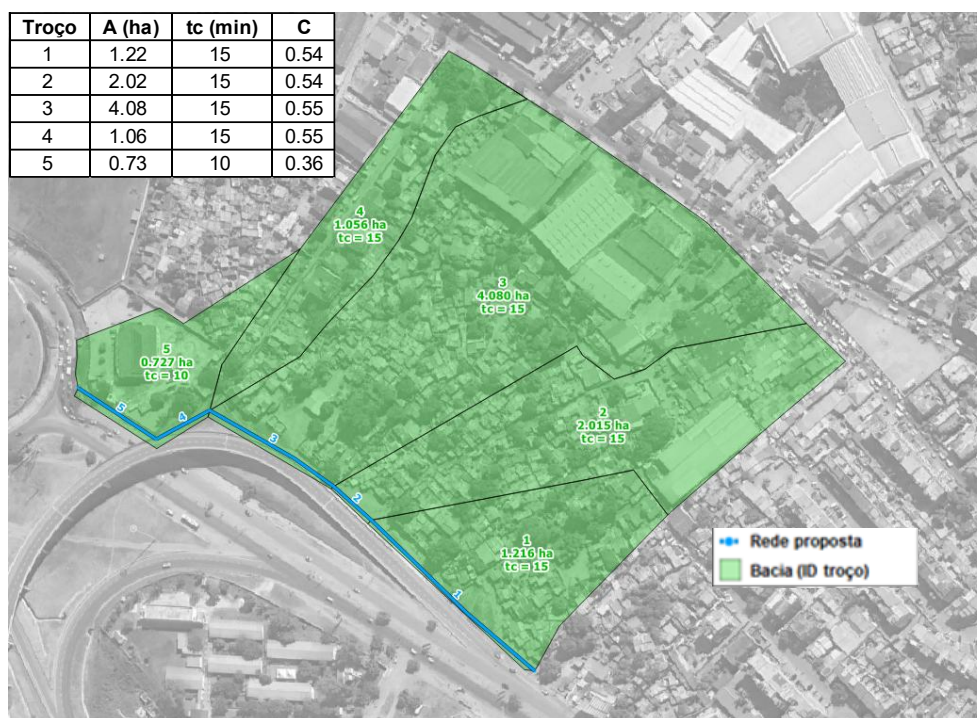 Troço A (ha) tc (min) C
1 1.22 15 0.54
2 2.02 15 0.54
3 4.08 15 0.55
4 1.06 15 0.55
5 0.73 10 0.36
4
1.056 ha
tc = 15
3
4.080 ha
tc = 15
5
0.727 ha
tc = 10
2
2.015 ha
tc = 15
1
1.216 ha
tc = 15
5
4
3
2
1
Rede proposta
Bacia (ID troço)